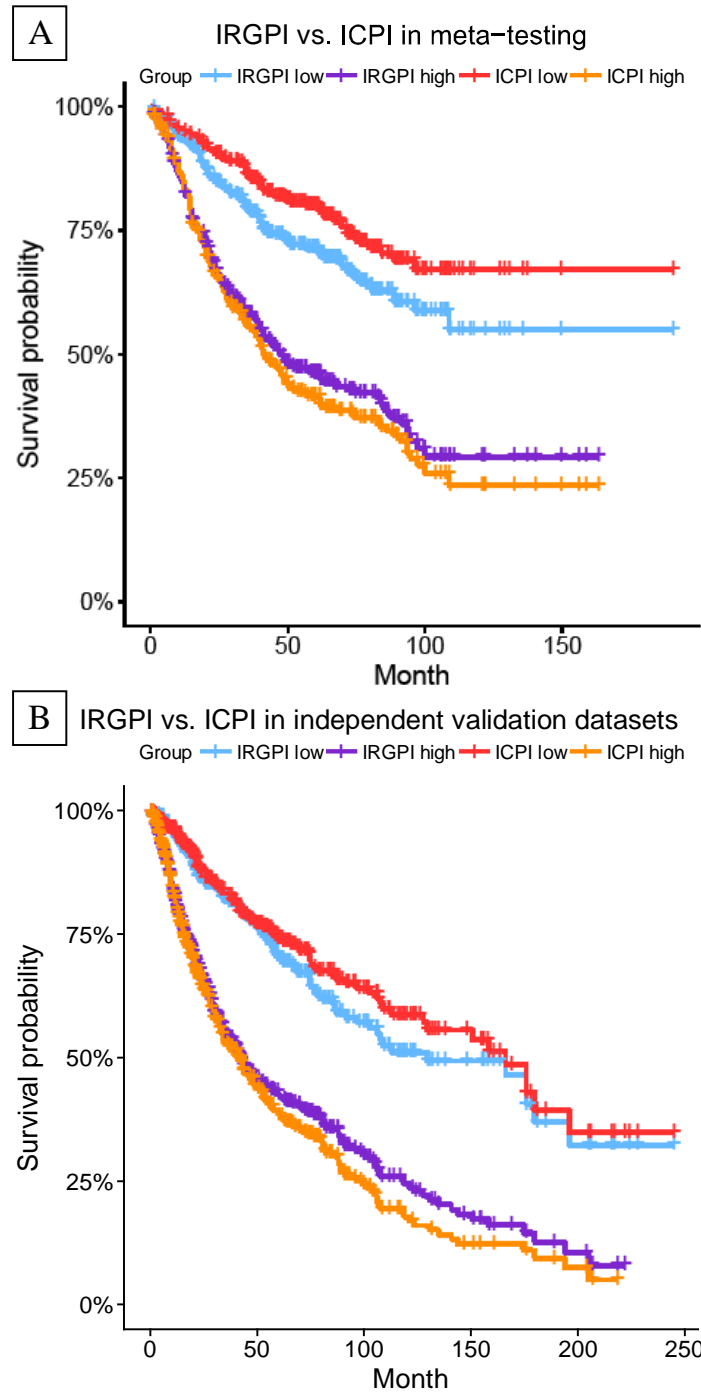 A
IRGPI vs. ICPI in meta−testing
Group IRGPI low IRGPI high ICPI low ICPI high
100%
75%
50%
25%
0%
Survival probability
0 50 100 150
Month
B
IRGPI vs. ICPI in independent validation datasets
Group IRGPI low IRGPI high ICPI low ICPI high
100%
75%
50%
25%
0%
Survival probability
0 50 100 150 200 250
Month